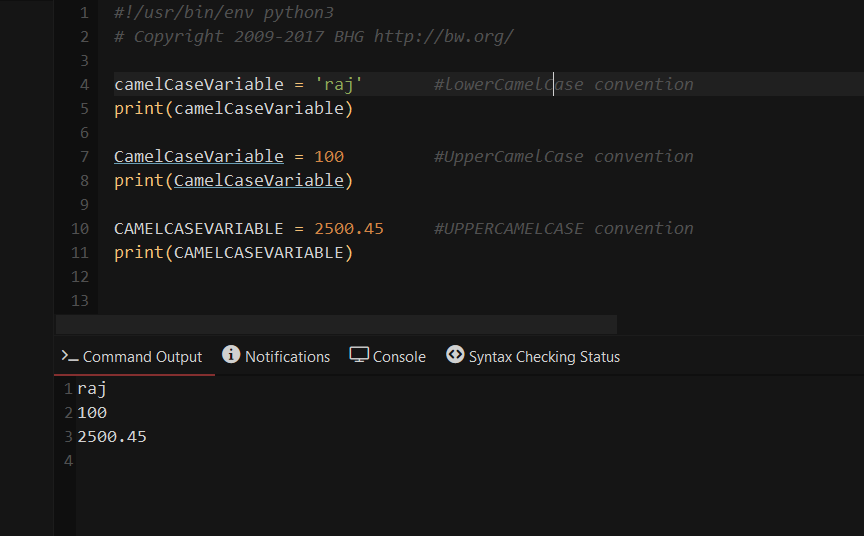 1 #!/usr/bin/env python3
2 # Copyright 2009-2017 BHG http://bw.org/
3
4 camelCaseVariable = 'raj' #lowerCamelCase convention
5 print(camelCaseVariable)
6
7 CamelCaseVariable = 100 #UpperCamelCase convention
8 print(CamelCaseVariable)
9
10 CAMELCASEVARIABLE = 2500.45 #UPPERCAMELCASE convention
11 print(CAMELCASEVARIABLE)
12
13
>_ Command Output Notifications Console Syntax Checking Status
1 raj
2 100
3 2500.45
4